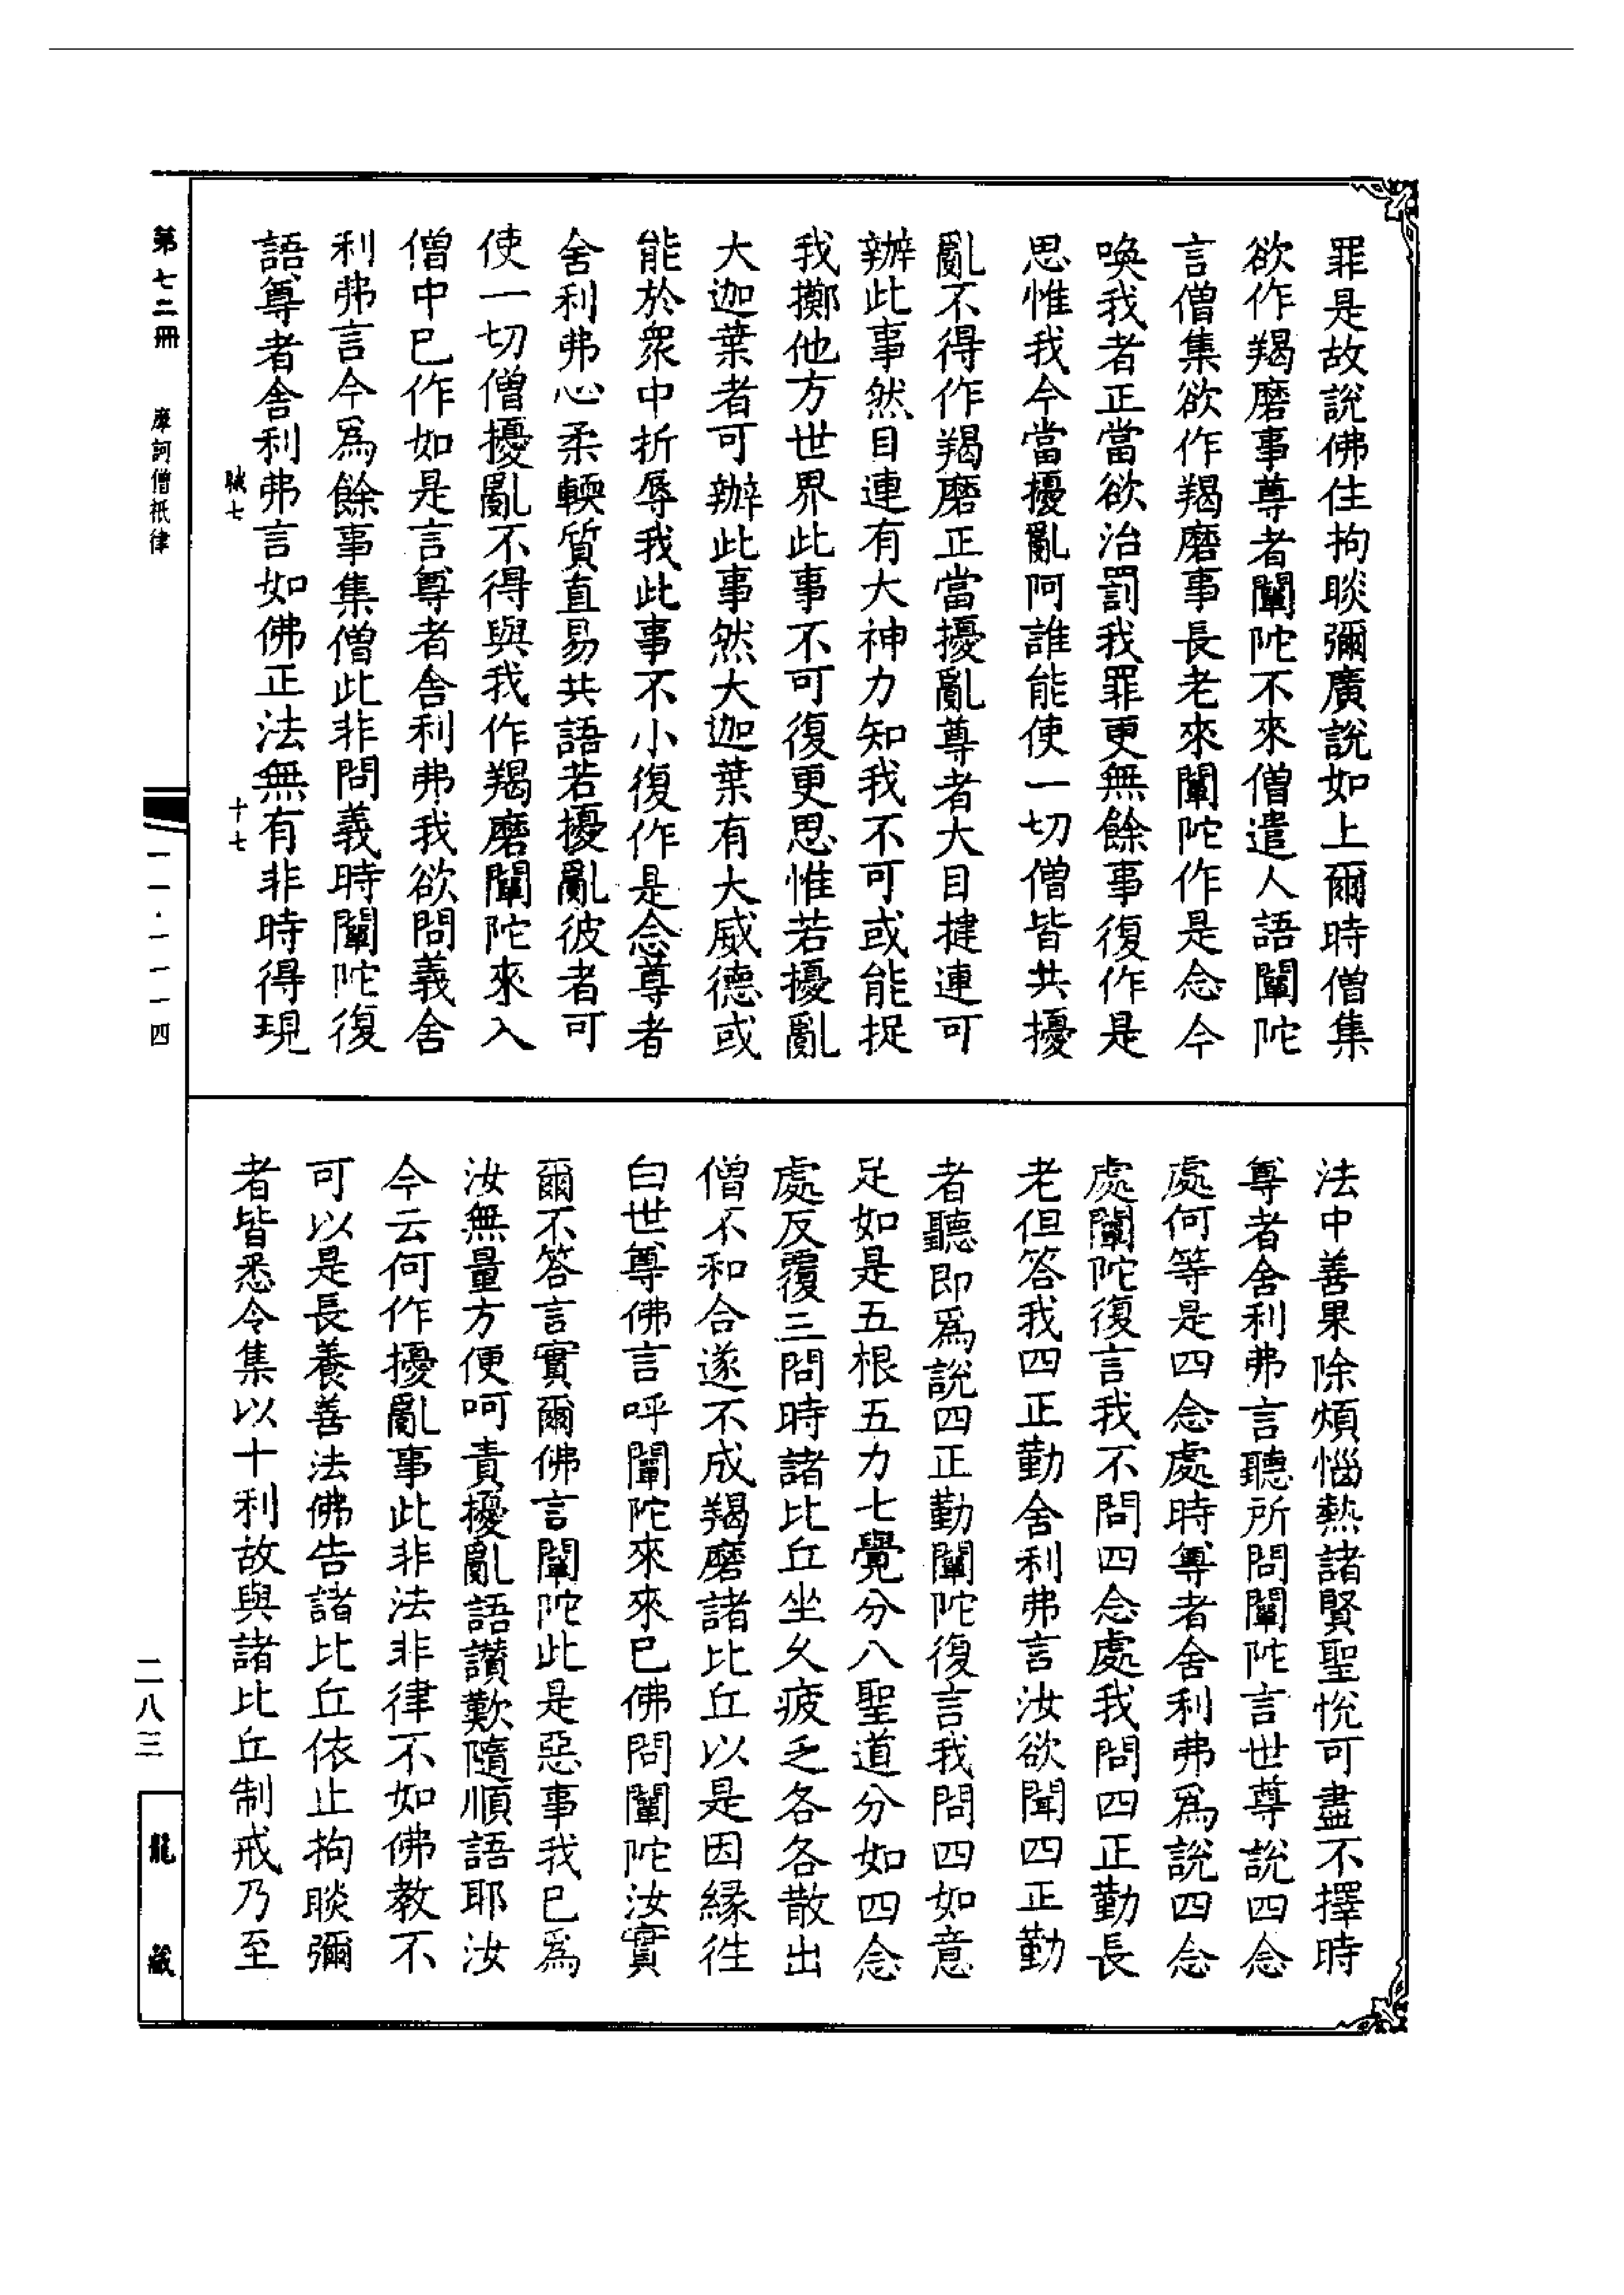 罪是故說佛住拘睒彌廣說如上爾時僧集
欲作羯磨事尊者闡陀不來僧遣人語闡陀
言僧集欲作羯磨事長老來闡陀作是念今
喚我者正當欲治罰我罪更無餘事復作是
思惟我今當擾亂阿誰能使一切僧皆共擾
亂不得作羯磨正當擾亂尊者大目揵連可
辦此事然目連有大神力知我不可或能捉
我擲他方世界此事不可復更思惟若擾亂
大迦葉者可辦此事然大迦葉有大威德或
能於衆中折辱我此事不小復作是念尊者
舍利弗心柔輭質直易共語若擾亂彼者可
使一切僧擾亂不得與我作羯磨闡陀來入
僧中已作如是言尊者舍利弗我欲問義舍
利弗言今爲餘事集僧此非問義時闡陀復
語尊者舍利弗言如佛正法無有非時得現
職七
十七
法中善果除煩惱熱諸賢聖悅可盡不擇時
尊者舍利弗言聽所問闡陀言世尊說四念
處何等是四念處時尊者舍利弗爲說四念
處闡陀復言我不問四念處我問四正勤長
老但答我四正勤舍利弗言汝欲聞四正勤
者聽即爲說四正勤闡陀復言我問四如意
足如是五根五力七覺分八聖道分如四念
處反覆三問時諸比丘坐久疲乏各各散出
僧不和合遂不成羯磨諸比丘以是因緣往
白世尊佛言呼闡陀來來已佛問闡陀汝實
爾不答言實爾佛言闡陀此是惡事我已爲
汝無量方便呵責擾亂語讃歎隨順語耶汝
今云何作擾亂事此非法非律不如佛教不
可以是長養善法佛告諸比丘依止拘睒彌
者皆悉令集以十利故與諸比丘制戒乃至
第七二冊
摩訶僧祇律
一一·一一一四
二八三
龍藏